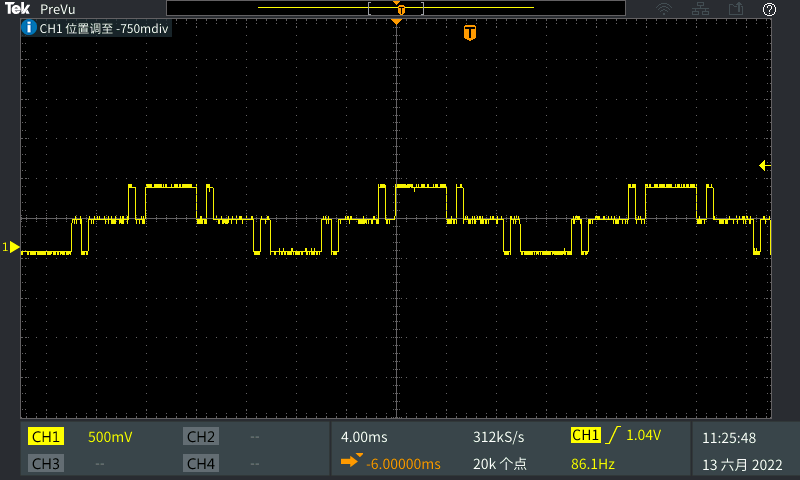 Tek PreVu
T
T
i CH1 位置调至 -750mdiv
1
CH1 500mV CH2 -- 4.00ms 312kS/s CH1 1.04V 11:25:48
CH3 -- CH4 -- -6.00000ms 20k 个点 86.1Hz 13 六月 2022